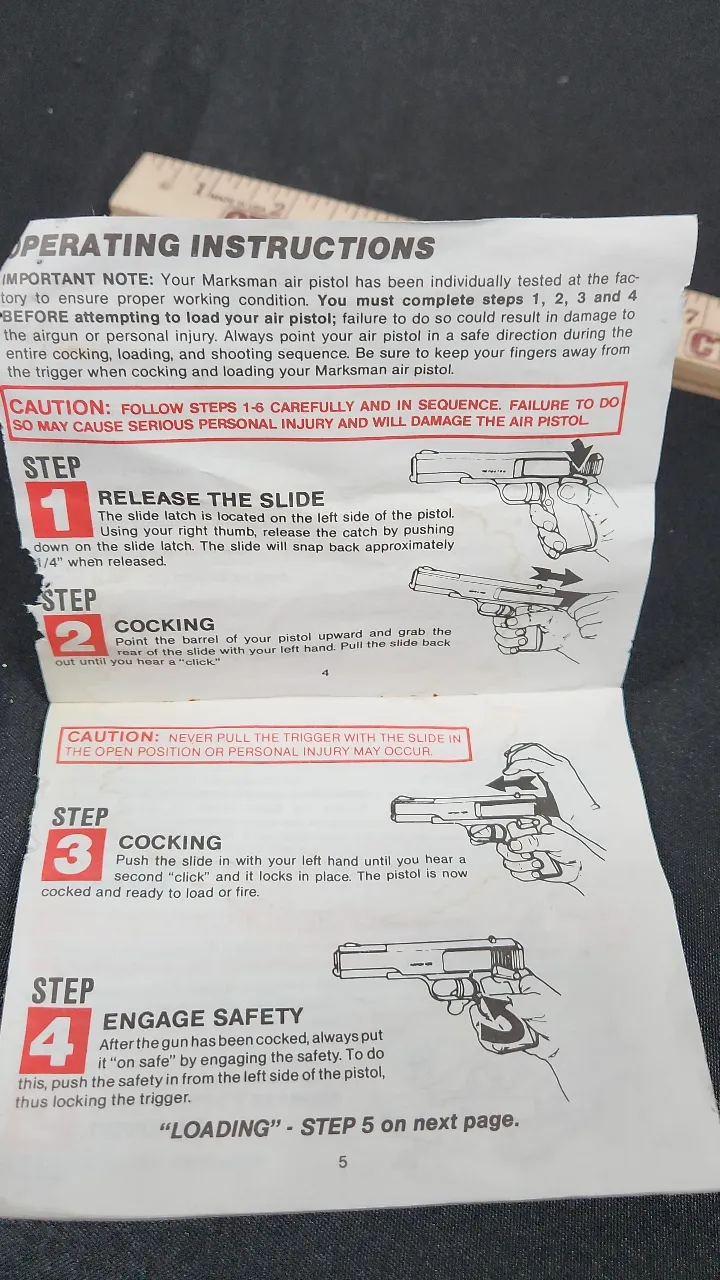 1 2
OPERATING INSTRUCTIONS
IMPORTANT NOTE: Your Marksman air pistol has been individually tested at the fac-
tory to ensure proper working condition. You must complete steps 1, 2, 3 and 4
BEFORE attempting to load your air pistol; failure to do so could result in damage to
the airgun or personal injury. Always point your air pistol in a safe direction during the
entire cocking, loading, and shooting sequence. Be sure to keep your fingers away from
the trigger when cocking and loading your Marksman air pistol.
7
CAUTION: FOLLOW STEPS 1-6 CAREFULLY AND IN SEQUENCE. FAILURE TO DO
SO MAY CAUSE SERIOUS PERSONAL INJURY AND WILL DAMAGE THE AIR PISTOL
STEP
1 RELEASE THE SLIDE
The slide latch is located on the left side of the pistol.
Using your right thumb, release the catch by pushing
down on the slide latch. The slide will snap back approximately
1/4" when released.
STEP
2 COCKING
Point the barrel of your pistol upward and grab the
rear of the slide with your left hand. Pull the slide back
out until you hear a "click."
4
CAUTION: NEVER PULL THE TRIGGER WITH THE SLIDE IN
THE OPEN POSITION OR PERSONAL INJURY MAY OCCUR.
STEP
3 COCKING
Push the slide in with your left hand until you hear a
second "click" and it locks in place. The pistol is now
cocked and ready to load or fire.
STEP
4 ENGAGE SAFETY
After the gun has been cocked, always put
it "on safe" by engaging the safety. To do
this, push the safety in from the left side of the pistol,
thus locking the trigger.
"LOADING" - STEP 5 on next page.
5